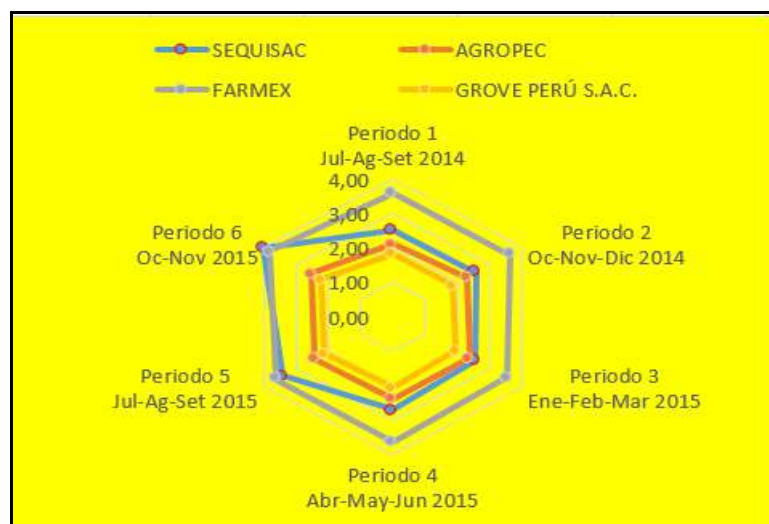 SEQUISAC
AGROPEC
FARMEX
GROVE PERÚ S.A.C.
Periodo 1
Jul-Ag-Set 2014
4,00
3,00
2,00
1,00
0,00
Periodo 2
Oc-Nov-Dic 2014
Periodo 3
Ene-Feb-Mar 2015
Periodo 4
Abr-May-Jun 2015
Periodo 5
Jul-Ag-Set 2015
Periodo 6
Oc-Nov 2015